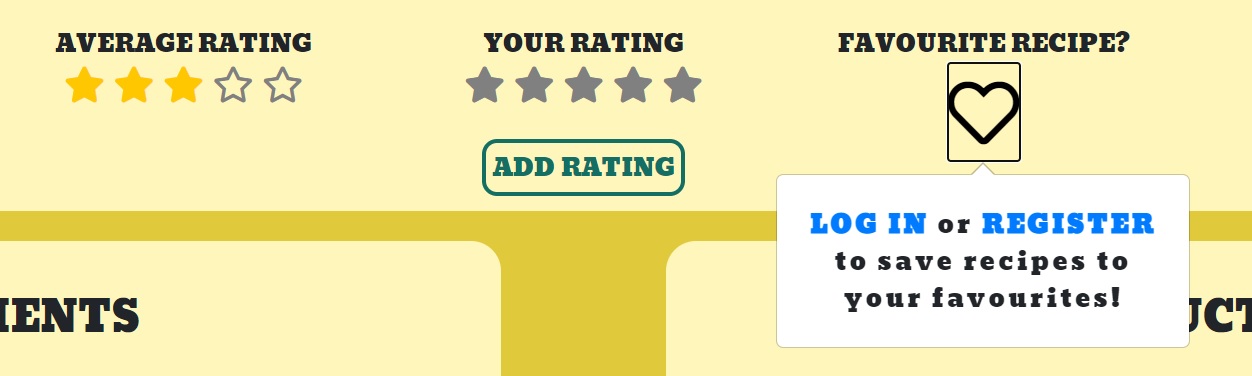 AVERAGE RATING
YOUR RATING
FAVOURITE RECIPE?
ADD RATING
LOG IN or REGISTER
to save recipes to
your favourites!
IENTS
UCT